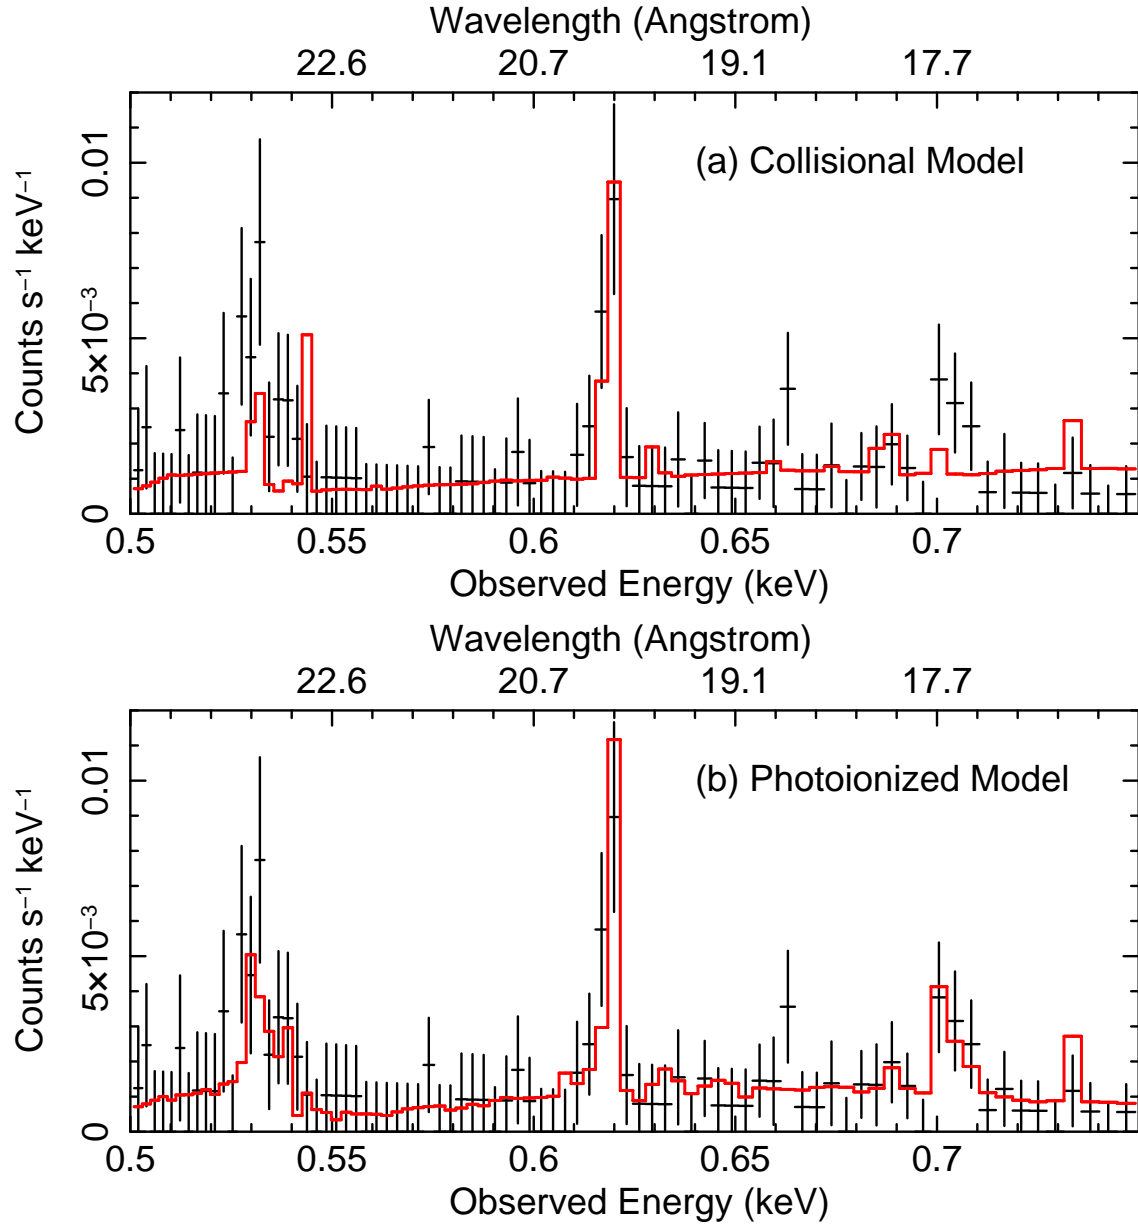 Wavelength (Angstrom)
22.6 20.7 19.1 17.7
(a) Collisional Model
Counts s⁻¹ keV⁻¹
0 5×10⁻³ 0.01
0.5 0.55 0.6 0.65 0.7
Observed Energy (keV)
Wavelength (Angstrom)
22.6 20.7 19.1 17.7
(b) Photoionized Model
Counts s⁻¹ keV⁻¹
0 5×10⁻³ 0.01
0.5 0.55 0.6 0.65 0.7
Observed Energy (keV)